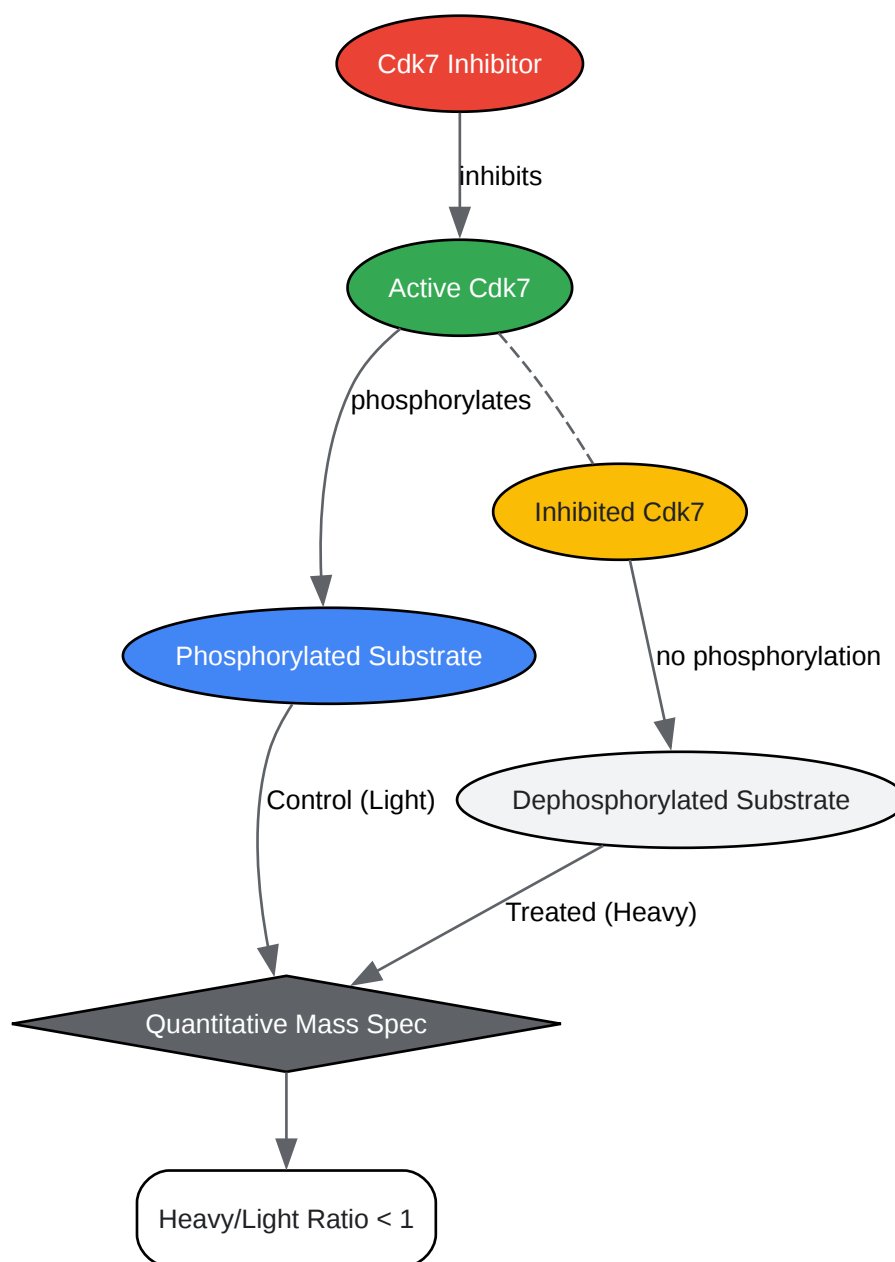 Cdk7 Inhibitor
inhibits
Active Cdk7
phosphorylates
Inhibited Cdk7
Phosphorylated Substrate
no phosphorylation
Control (Light)
Dephosphorylated Substrate
Treated (Heavy)
Quantitative Mass Spec
Heavy/Light Ratio < 1